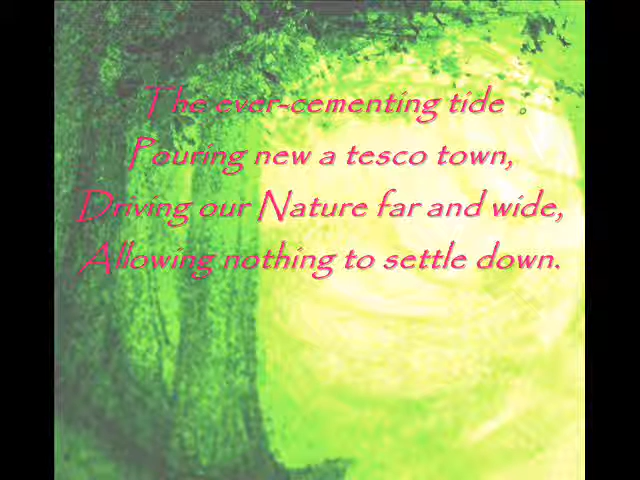 The ever-cementing tide
Pouring new a tesco town,
Driving our Nature far and wide,
Allowing nothing to settle down.